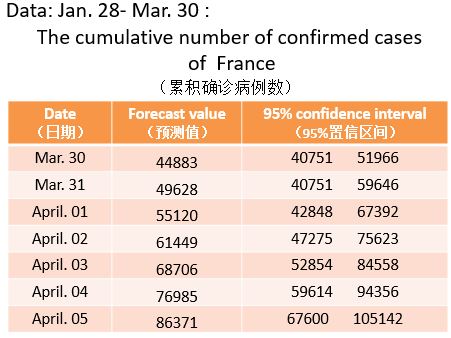 Data: Jan. 28- Mar. 30 :
The cumulative number of confirmed cases
of France
（累积确诊病例数）
Date Forecast value 95% confidence interval
（日期） （预测值） （95%置信区间）
Mar. 30 44883 40751 51966
Mar. 31 49628 40751 59646
April. 01 55120 42848 67392
April. 02 61449 47275 75623
April. 03 68706 52854 84558
April. 04 76985 59614 94356
April. 05 86371 67600 105142